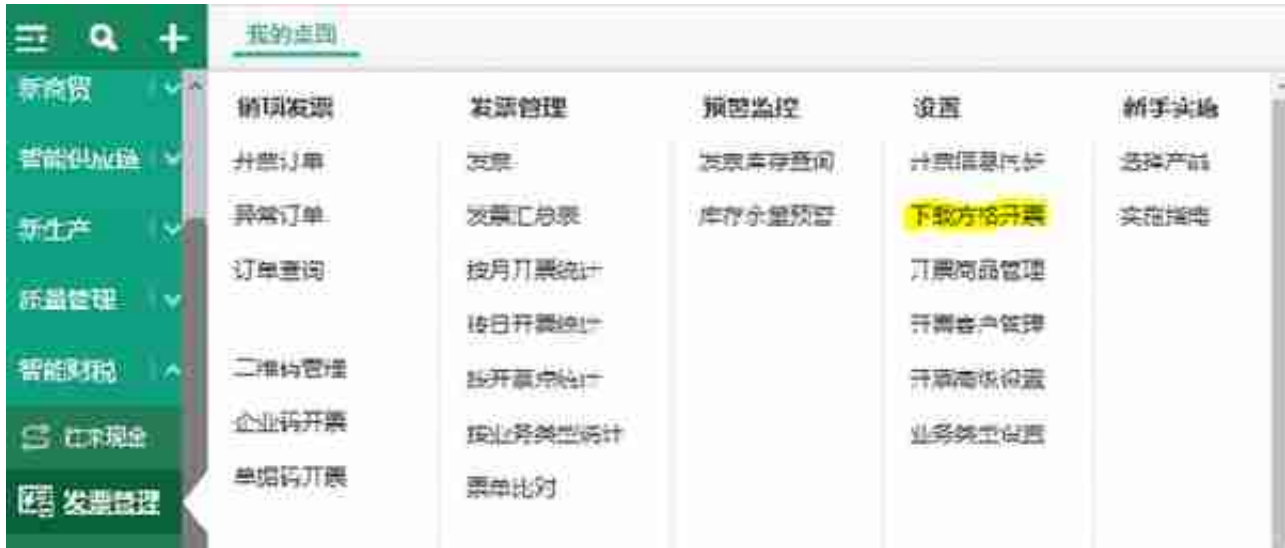 我的桌面
新商贸
智能供应链
新生产
质量管理
智能财税
往来现金
发票管理
销项发票
开票订单
异常订单
订单查询
二维码管理
企业码开票
单据码开票
发票管理
发票
发票汇总表
按月开票统计
按日开票统计
按开票点统计
按业务类型统计
票单比对
预警监控
发票库存查询
库存余量预警
设置
开票信息同步
下载方格开票
开票商品管理
开票客户管理
开票高级设置
业务类型设置
新手实施
选择产品
实施指南